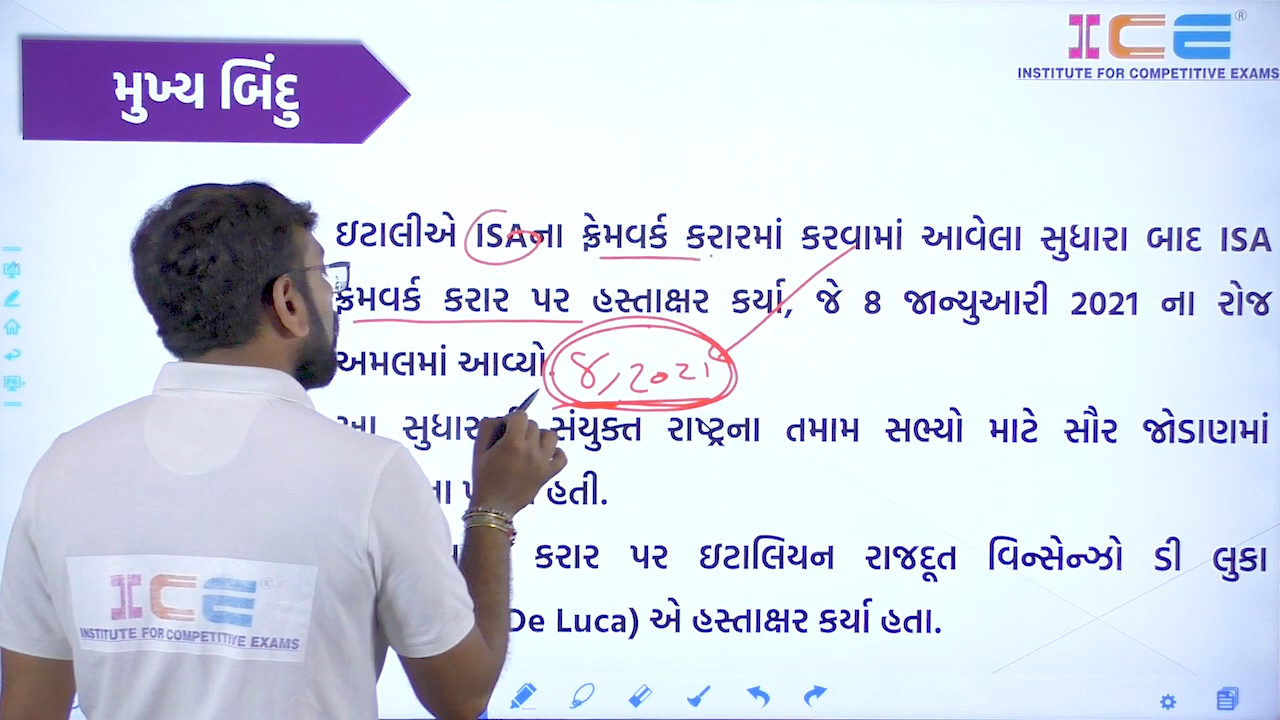 ICE
INSTITUTE FOR COMPETITIVE EXAMS
મુખ્ય બિંદુ
ઇટાલીએ ISAના ફ્રેમવર્ક કરારમાં કરવામાં આવેલા સુધારા બાદ ISA
ફ્રેમવર્ક કરાર પર હસ્તાક્ષર કર્યા, જે 8 જાન્યુઆરી 2021 ના રોજ
અમલમાં આવ્યો.
8, 2021
આ સંયુક્ત રાષ્ટ્રના તમામ સભ્યો માટે સૌર જોડાણમાં
હતી.
કરાર પર ઇટાલિયન રાજદૂત વિન્સેન્ઝો ડી લુકા
De Luca) એ હસ્તાક્ષર કર્યા હતા.
ICE
INSTITUTE FOR COMPETITIVE EXAMS